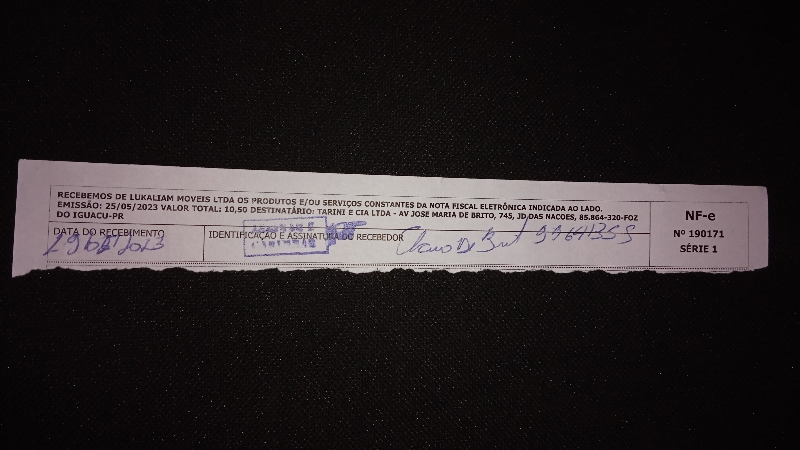 RECEBEMOS DE LUKALIAM MOVEIS LTDA OS PRODUTOS E/OU SERVIÇOS CONSTANTES DA NOTA FISCAL ELETRÔNICA INDICADA AO LADO.
EMISSÃO: 25/05/2023 VALOR TOTAL: 10,50 DESTINATÁRIO: TARINI E CIA LTDA - AV JOSE MARIA DE BRITO, 745, JD DAS NACOES, 85.864-320-FOZ
DO IGUACU-PR
NF-e
Nº 190171
SÉRIE 1
DATA DO RECEBIMENTO
IDENTIFICAÇÃO E ASSINATURA DO RECEBEDOR